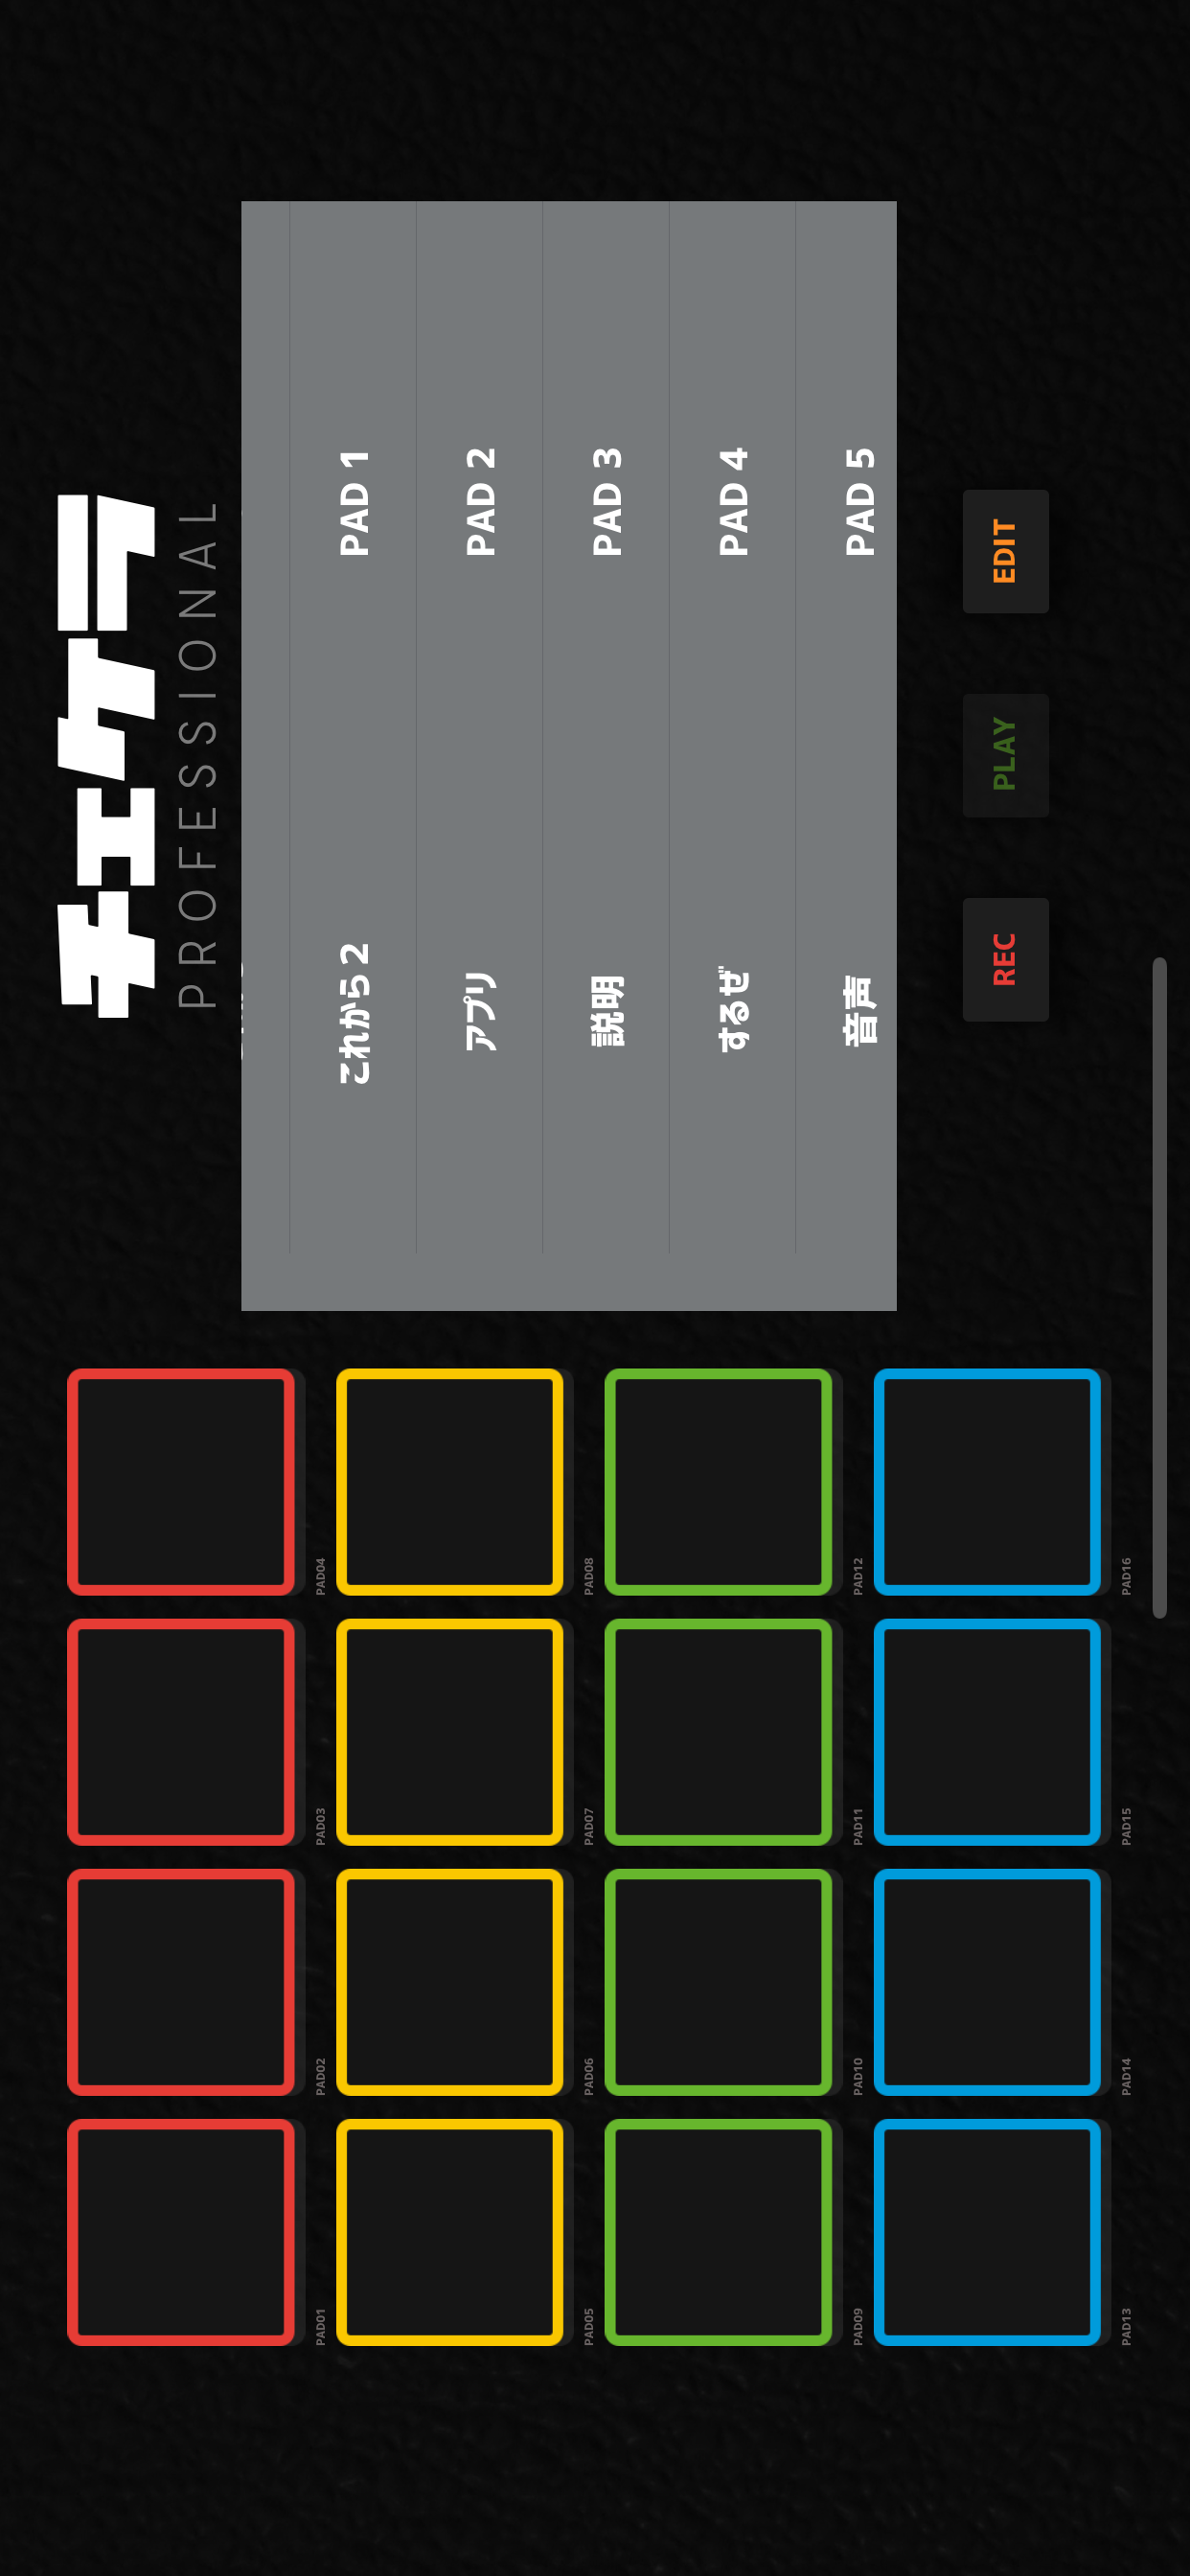 チェケラ
PROFESSIONAL
これから２ PAD 1
アプリ PAD 2
説明 PAD 3
するぜ PAD 4
音声 PAD 5
REC PLAY EDIT
PAD01 PAD02 PAD03 PAD04
PAD05 PAD06 PAD07 PAD08
PAD09 PAD10 PAD11 PAD12
PAD13 PAD14 PAD15 PAD16